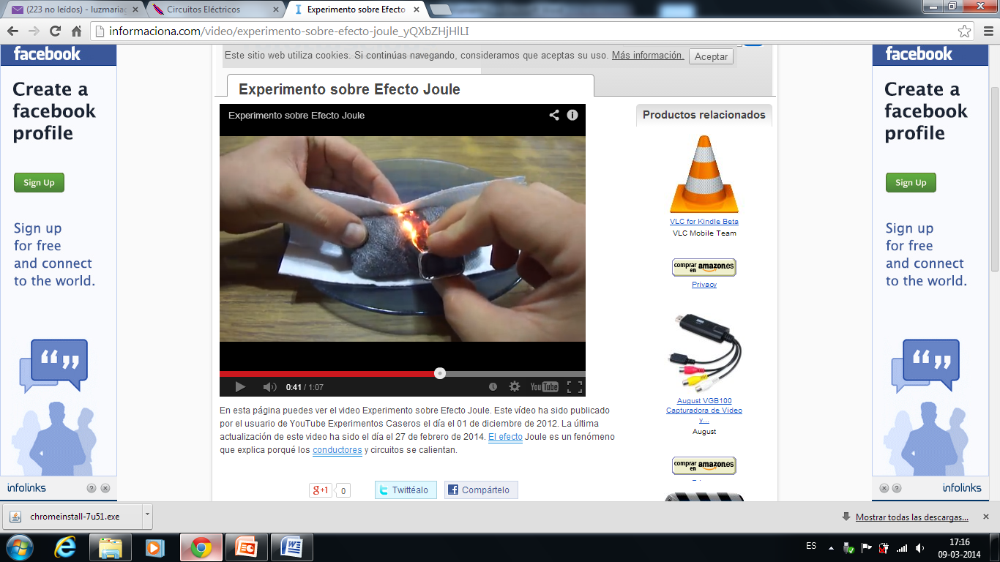 (223 no leídos) - luzmariag
Circuitos Eléctricos
Experimento sobre Efecto
informaciona.com/video/experimento-sobre-efecto-joule_yQXbZHjHlLI
facebook
Create a
facebook
profile
Sign Up
Sign up
for free
and connect
to the world.
infolinks
Este sitio web utiliza cookies. Si continuas navegando, consideramos que aceptas su uso. Más información. Aceptar
Experimento sobre Efecto Joule
Experimento sobre Efecto Joule
0:41 / 1:07
YouTube
En esta página puedes ver el video Experimento sobre Efecto Joule. Este vídeo ha sido publicado
por el usuario de YouTube Experimentos Caseros el día el 01 de diciembre de 2012. La última
actualización de este video ha sido el día el 27 de febrero de 2014. El efecto Joule es un fenómeno
que explica porqué los conductores y circuitos se calientan.
g+1 0
Twittéalo
Compártelo
Productos relacionados
VLC for Kindle Beta
VLC Mobile Team
comprar en amazon.es
Privacy
August VGB100
Capturadora de Video
y...
August
comprar en amazon.es
facebook
Create a
facebook
profile
Sign Up
Sign up
for free
and connect
to the world.
infolinks
chromeinstall-7u51.exe
Mostrar todas las descargas...
ES
17:16
09-03-2014